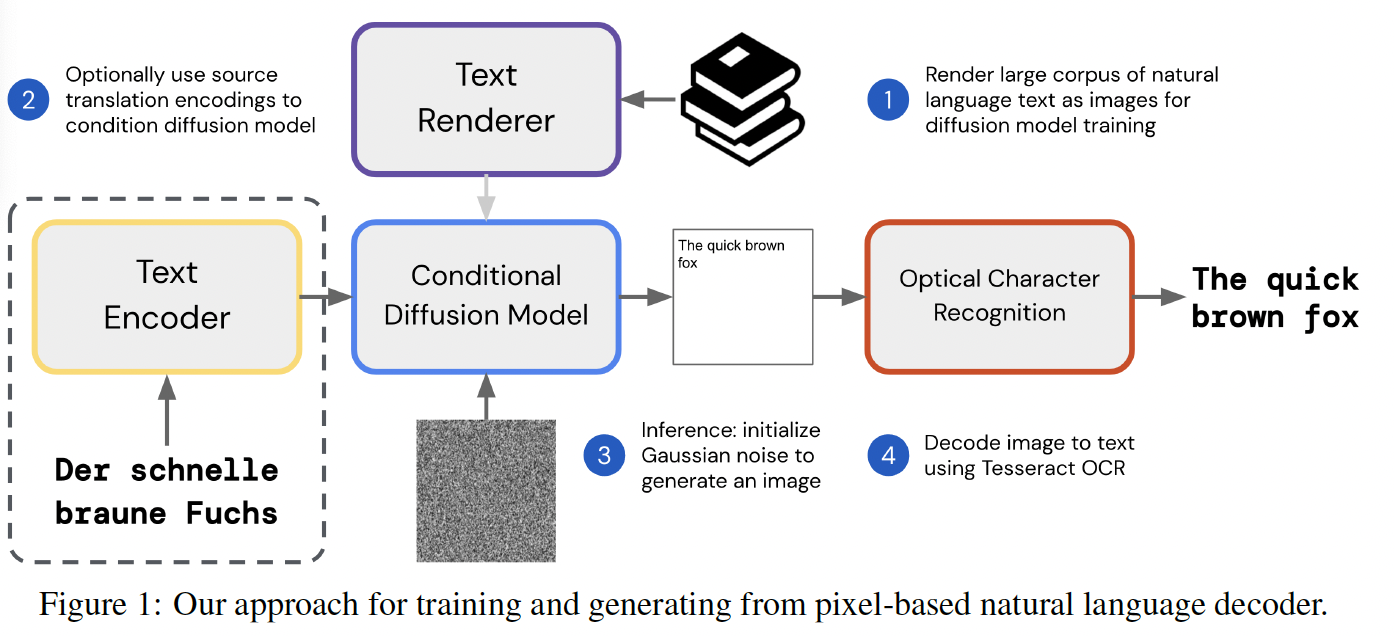 2
Optionally use source
translation encodings to
condition diffusion model
Text
Renderer
1
Render large corpus of natural
language text as images for
diffusion model training
Text
Encoder
Conditional
Diffusion Model
The quick brown
fox
Optical Character
Recognition
The quick
brown fox
Der schnelle
braune Fuchs
3
Inference: initialize
Gaussian noise to
generate an image
4
Decode image to text
using Tesseract OCR
Figure 1: Our approach for training and generating from pixel-based natural language decoder.